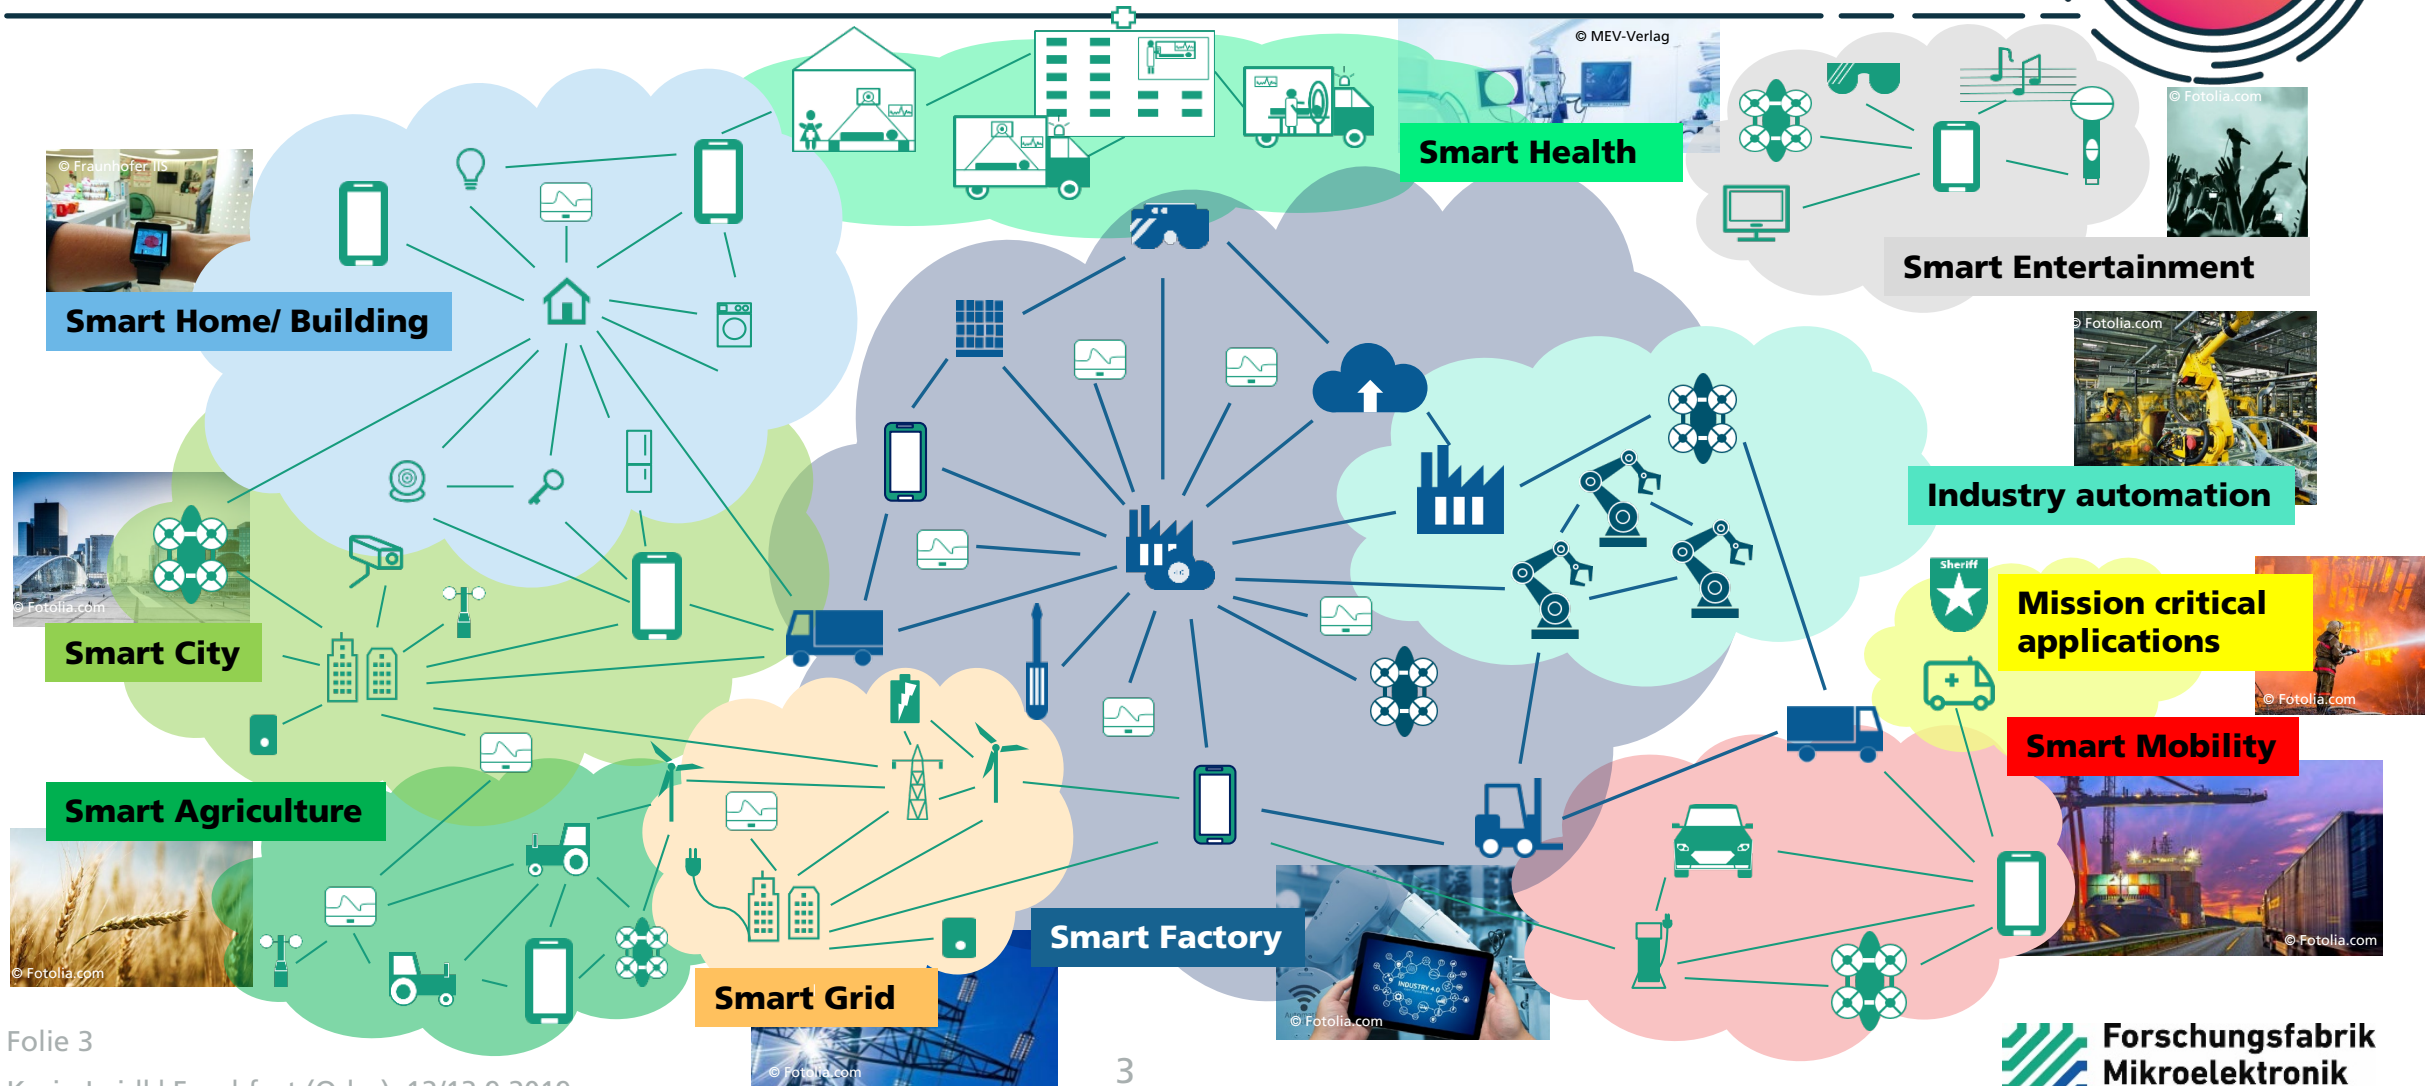 © MEV-Verlag
© Fotolia.com
Smart Health
© Fraunhofer IIS
Smart Entertainment
Smart Home/ Building
© Fotolia.com
Industry automation
Sheriff
Mission critical
applications
© Fotolia.com
© Fotolia.com
Smart City
Smart Mobility
Smart Agriculture
© Fotolia.com
Smart Factory
© Fotolia.com
INDUSTRY 4.0
© Fotolia.com
Smart Grid
© Fotolia.com
Folie 3
3
Forschungsfabrik
Mikroelektronik